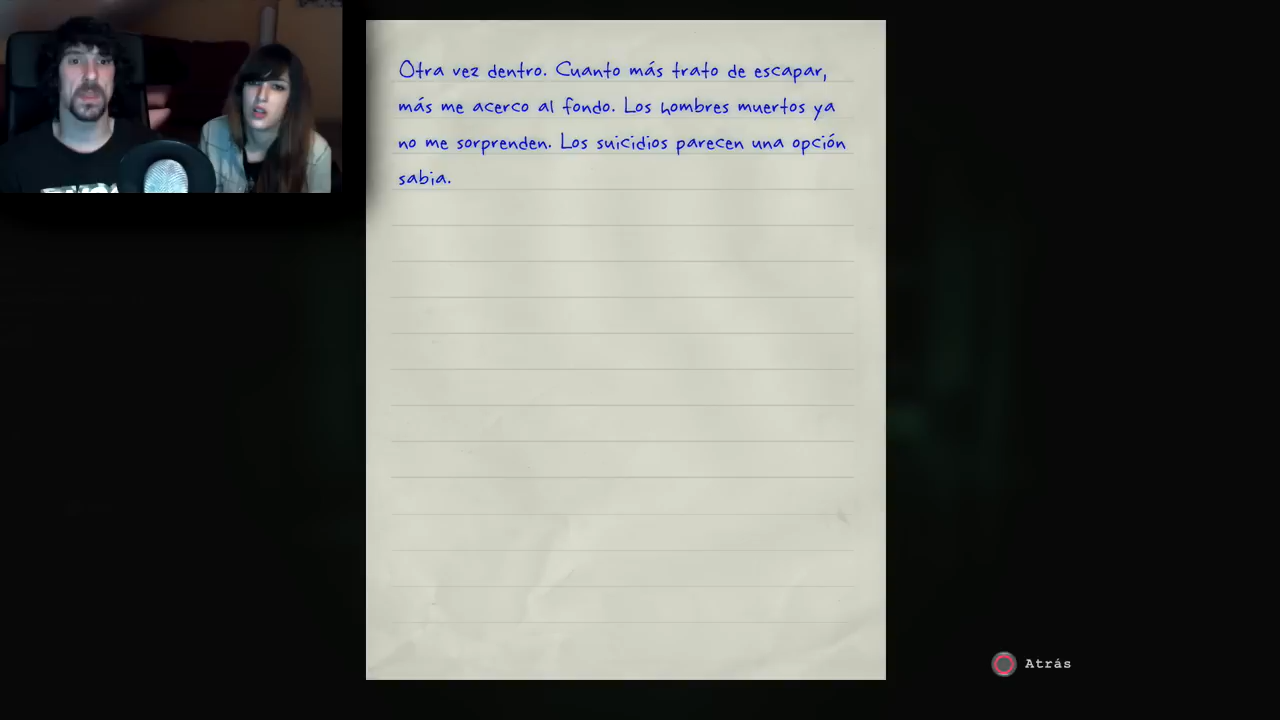 Otra vez dentro. Cuanto más trato de escapar,
más me acerco al fondo. Los hombres muertos ya
no me sorprenden. Los suicidios parecen una opción
sabia.
Atrás